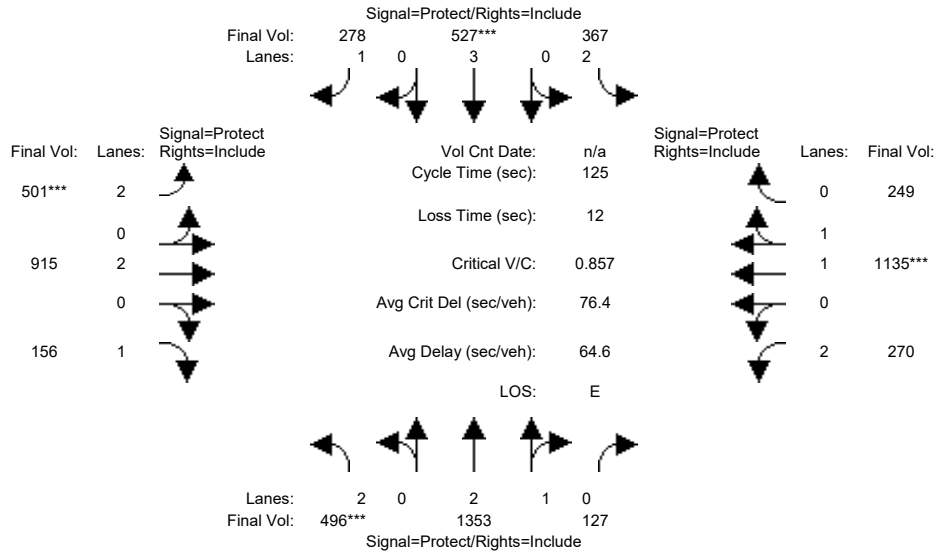 Signal=Protect/Rights=Include
Final Vol: 278 527*** 367
Lanes: 1 0 3 0 2
Signal=Protect Signal=Protect
Final Vol: Lanes: Rights=Include Vol Cnt Date: n/a Rights=Include Lanes: Final Vol:
Cycle Time (sec): 125
501*** 2 0 249
Loss Time (sec): 12
0 1
915 2 Critical V/C: 0.857 1 1135***
0 Avg Crit Del (sec/veh): 76.4 0
156 1 Avg Delay (sec/veh): 64.6 2 270
LOS: E
Lanes: 2 0 2 1 0
Final Vol: 496*** 1353 127
Signal=Protect/Rights=Include